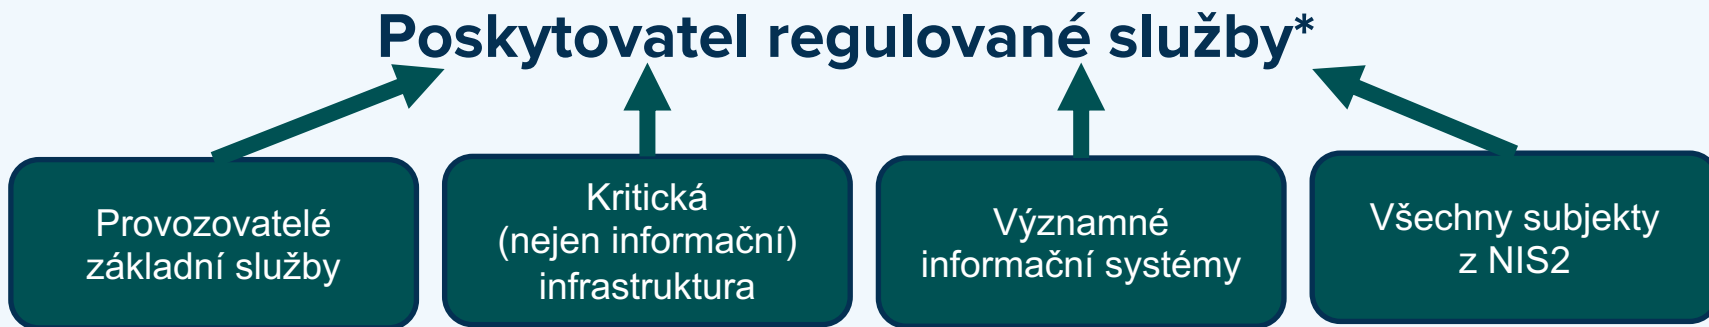 Poskytovatel regulované služby*
Provozovatelé
základní služby
Kritická
(nejen informační)
infrastruktura
Významné
informační systémy
Všechny subjekty
z NIS2